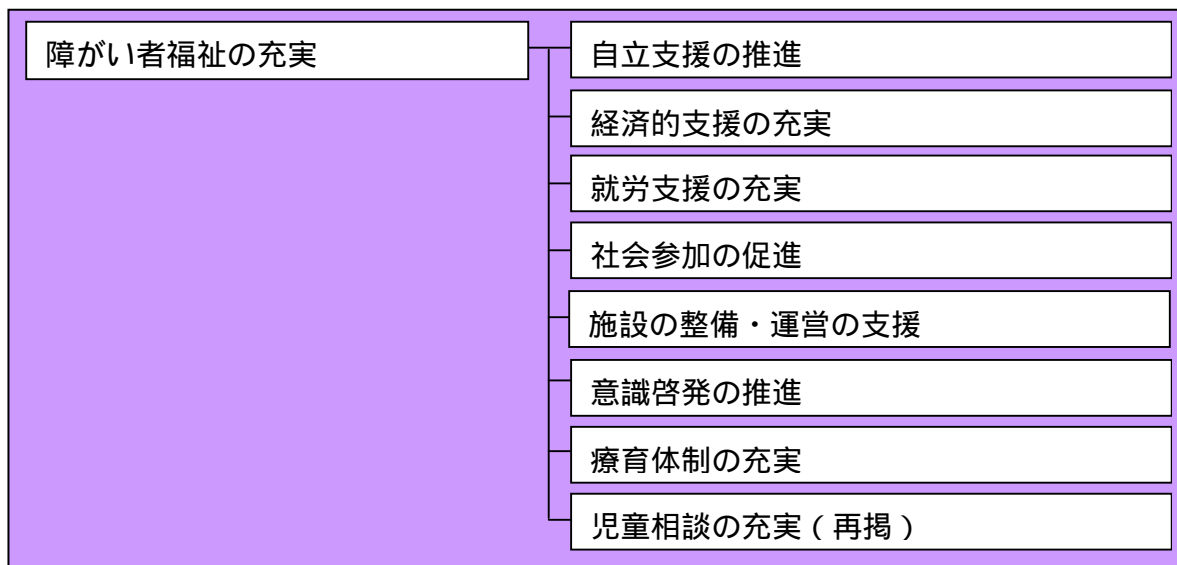 障がい者福祉の充実
自立支援の推進
経済的支援の充実
就労支援の充実
社会参加の促進
施設の整備・運営の支援
意識啓発の推進
療育体制の充実
児童相談の充実(再掲)